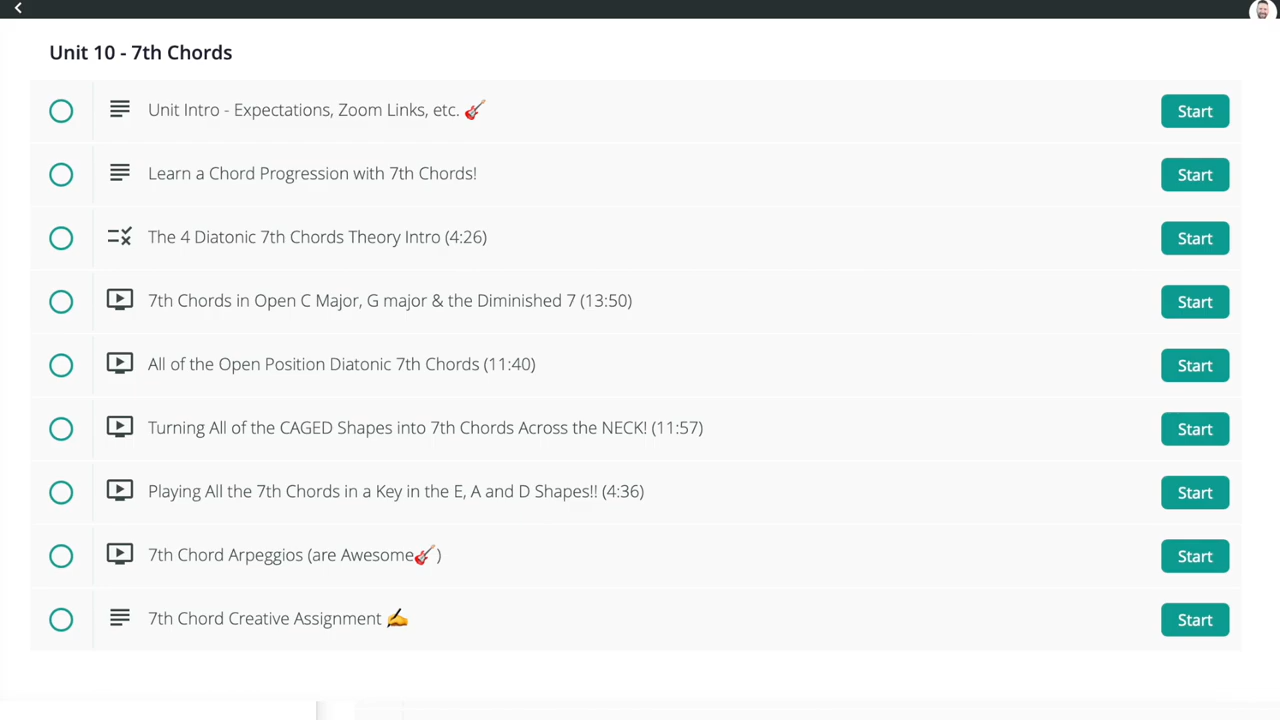 Unit 10 - 7th Chords
Unit Intro - Expectations, Zoom Links, etc. 🎸
Start
Learn a Chord Progression with 7th Chords!
Start
The 4 Diatonic 7th Chords Theory Intro (4:26)
Start
7th Chords in Open C Major, G major & the Diminished 7 (13:50)
Start
All of the Open Position Diatonic 7th Chords (11:40)
Start
Turning All of the CAGED Shapes into 7th Chords Across the NECK! (11:57)
Start
Playing All the 7th Chords in a Key in the E, A and D Shapes!! (4:36)
Start
7th Chord Arpeggios (are Awesome🎸)
Start
7th Chord Creative Assignment ✍️
Start